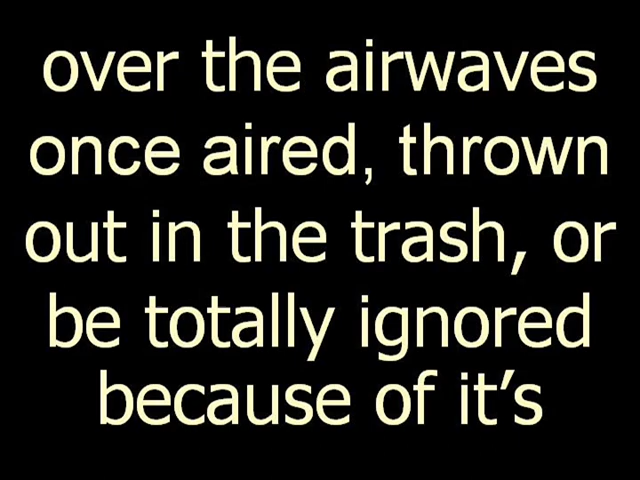 over the airwaves
once aired, thrown
out in the trash, or
be totally ignored
because of it’s